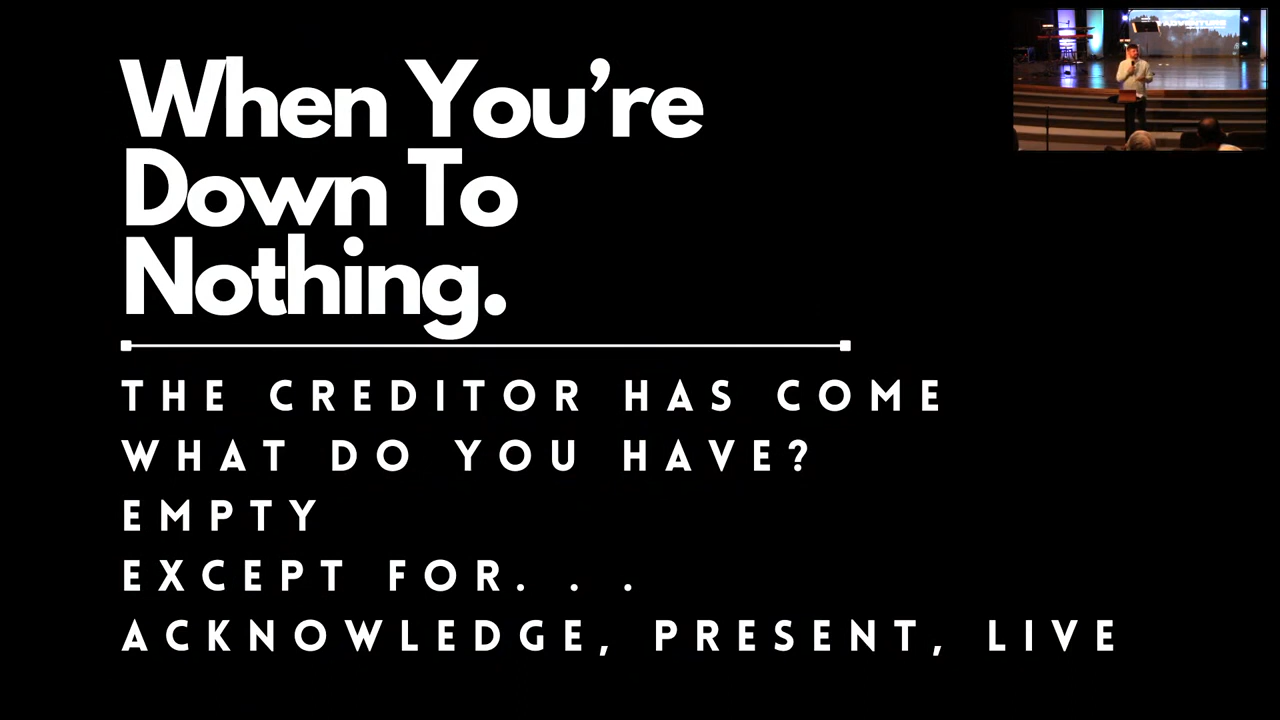 When You’re
Down To
Nothing.
THE CREDITOR HAS COME
WHAT DO YOU HAVE?
EMPTY
EXCEPT FOR. . .
ACKNOWLEDGE, PRESENT, LIVE